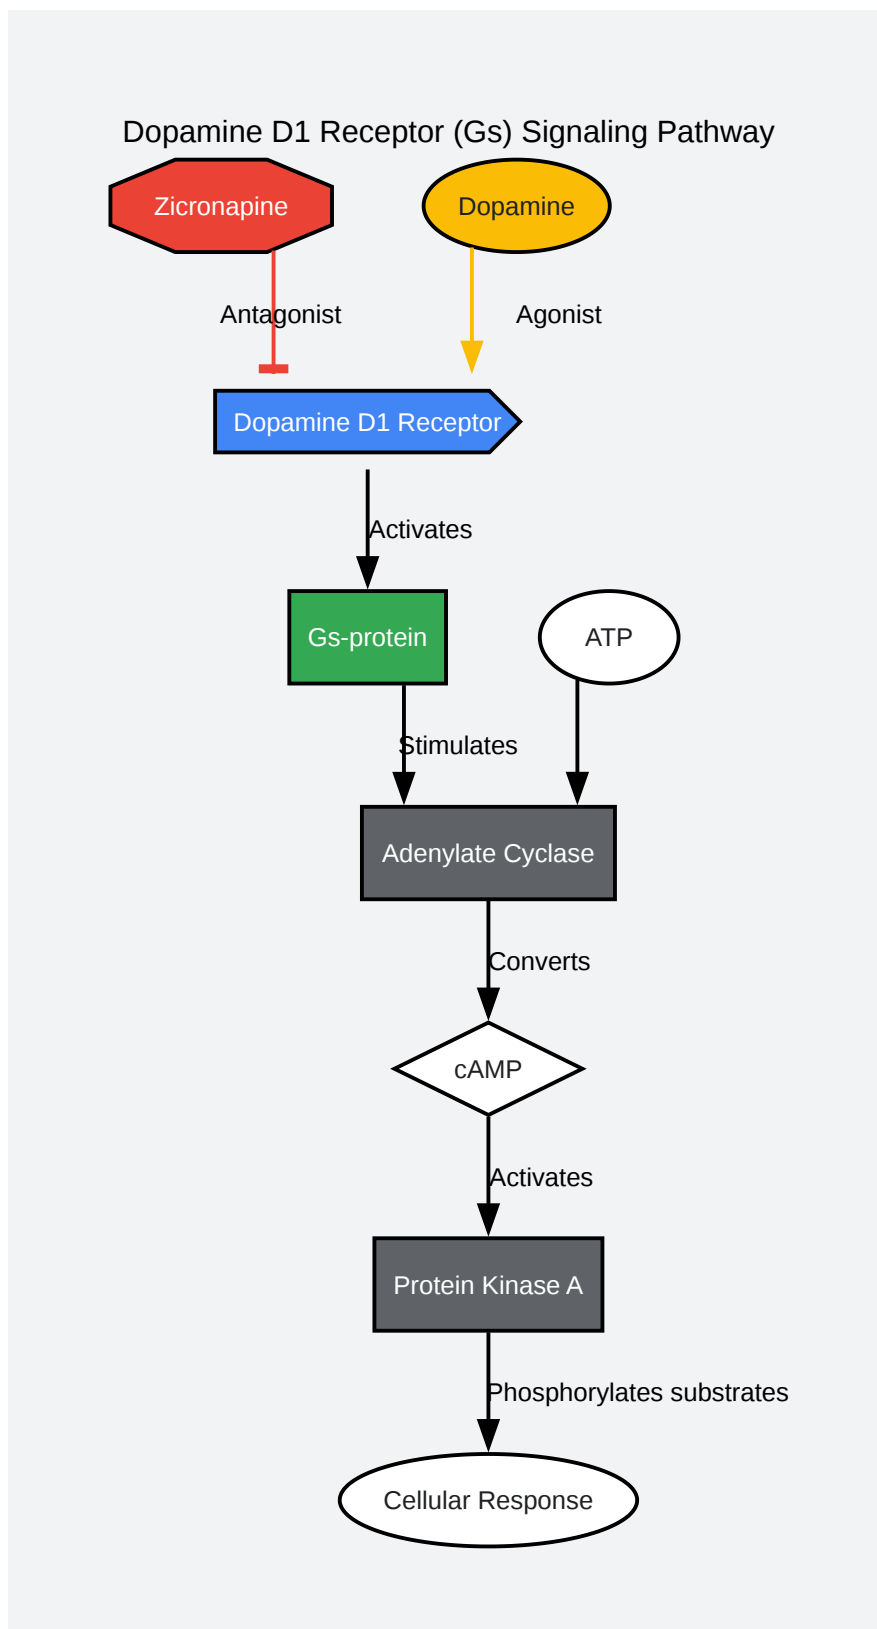 Dopamine D1 Receptor (Gs) Signaling Pathway
Zicronapine
Dopamine
Antagonist
Agonist
Dopamine D1 Receptor
Activates
Gs-protein
ATP
Stimulates
Adenylate Cyclase
Converts
cAMP
Activates
Protein Kinase A
Phosphorylates substrates
Cellular Response